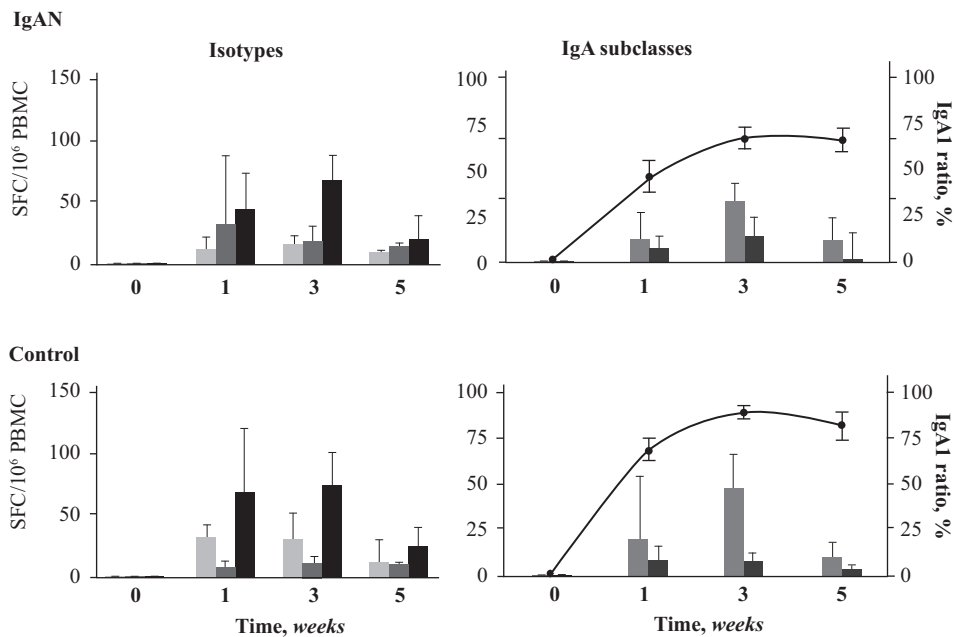 IgAN
Isotypes
SFC/10⁶ PBMC
150
100
50
0
0 1 3 5
IgA subclasses
100
75
50
25
0
100
75
50
25
0
IgA1 ratio, %
0 1 3 5
Control
SFC/10⁶ PBMC
150
100
50
0
0 1 3 5
Time, weeks
100
75
50
25
0
100
75
50
25
0
IgA1 ratio, %
0 1 3 5
Time, weeks